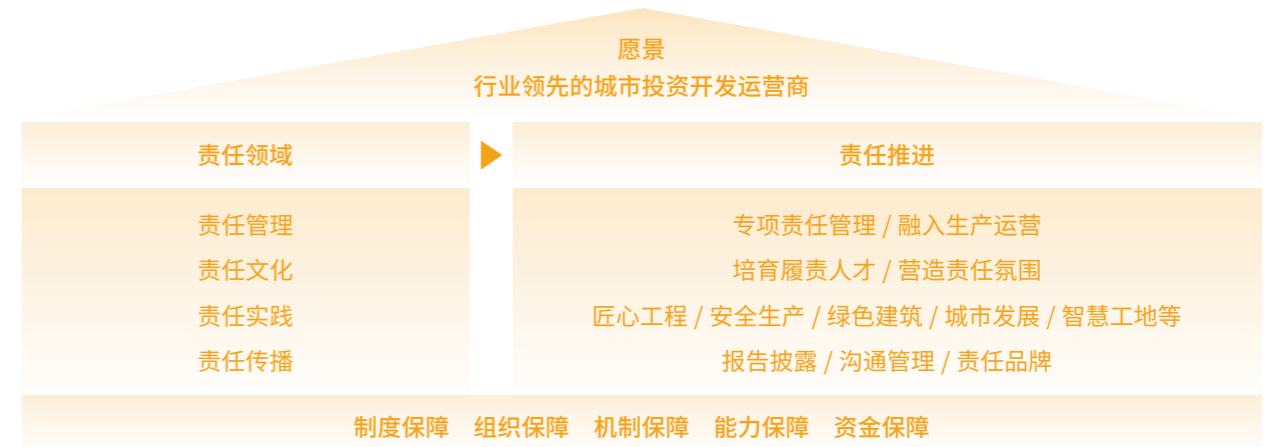 愿景
行业领先的城市投资开发运营商
责任领域
责任推进
责任管理
专项责任管理 / 融入生产运营
责任文化
培育履责人才 / 营造责任氛围
责任实践
匠心工程 / 安全生产 / 绿色建筑 / 城市发展 / 智慧工地等
责任传播
报告披露 / 沟通管理 / 责任品牌
制度保障 组织保障 机制保障 能力保障 资金保障